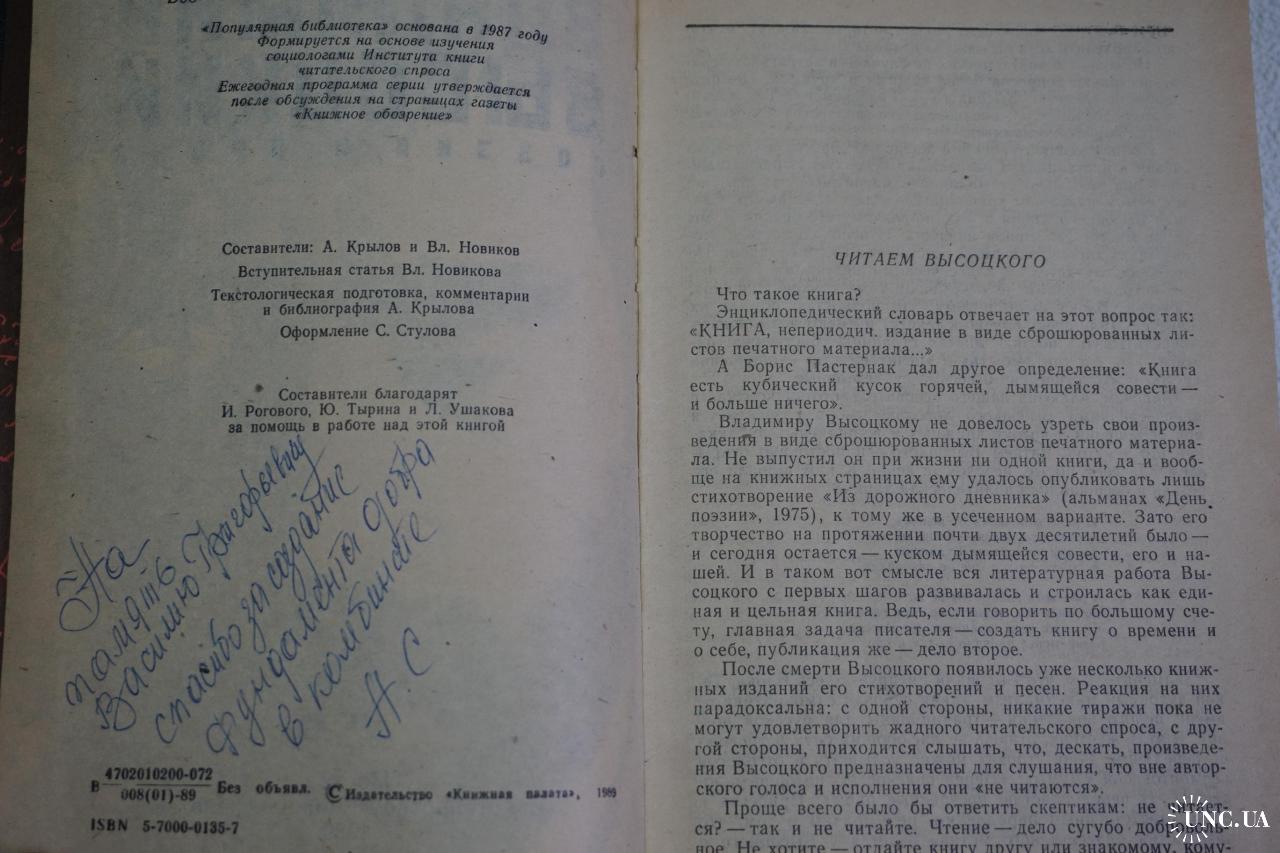 «Популярная библиотека» основана в 1987 году
Формируется на основе изучения
социологами Института книги
читательского спроса
Ежегодная программа серии утверждается
после обсуждения на страницах газеты
«Книжное обозрение»
Составители: А. Крылов и Вл. Новиков
Вступительная статья Вл. Новикова
Текстологическая подготовка, комментарии
и библиография А. Крылова
Оформление С. Стулова
Составители благодарят
И. Рогового, Ю. Тырина и Л. Ушакова
за помощь в работе над этой книгой
На
память
Василию Григорьевичу
спасибо за создание
фундамента добра
в комбинате
А. С
В 4702010200-072
008(01)-89 Без объявл. © Издательство «Книжная палата», 1989
ISBN 5-7000-0135-7
ЧИТАЕМ ВЫСОЦКОГО
Что такое книга?
Энциклопедический словарь отвечает на этот вопрос так:
«КНИГА, непериодич. издание в виде сброшюрованных ли-
стов печатного материала...»
А Борис Пастернак дал другое определение: «Книга
есть кубический кусок горячей, дымящейся совести —
и больше ничего».
Владимиру Высоцкому не довелось узреть свои произ-
ведения в виде сброшюрованных листов печатного материа-
ла. Не выпустил он при жизни ни одной книги, да и вооб-
ще на книжных страницах ему удалось опубликовать лишь
стихотворение «Из дорожного дневника» (альманах «День
поэзии», 1975), к тому же в усеченном варианте. Зато его
творчество на протяжении почти двух десятилетий было —
и сегодня остается — куском дымящейся совести, его и на-
шей. И в таком вот смысле вся литературная работа Вы-
соцкого с первых шагов развивалась и строилась как еди-
ная и цельная книга. Ведь, если говорить по большому сче-
ту, главная задача писателя — создать книгу о времени и
о себе, публикация же — дело второе.
После смерти Высоцкого появилось уже несколько книж-
ных изданий его стихотворений и песен. Реакция на них
парадоксальна: с одной стороны, никакие тиражи пока не
могут удовлетворить жадного читательского спроса, с дру-
гой стороны, приходится слышать, что, дескать, произведе-
ния Высоцкого предназначены для слушания, что вне автор-
ского голоса и исполнения они «не читаются».
Проще всего было бы ответить скептикам: не читает-
ся? — так и не читайте. Чтение — дело сугубо доброволь-
ное. Не хотите — отдайте книгу другу или знакомому, кому-
UNC.UA